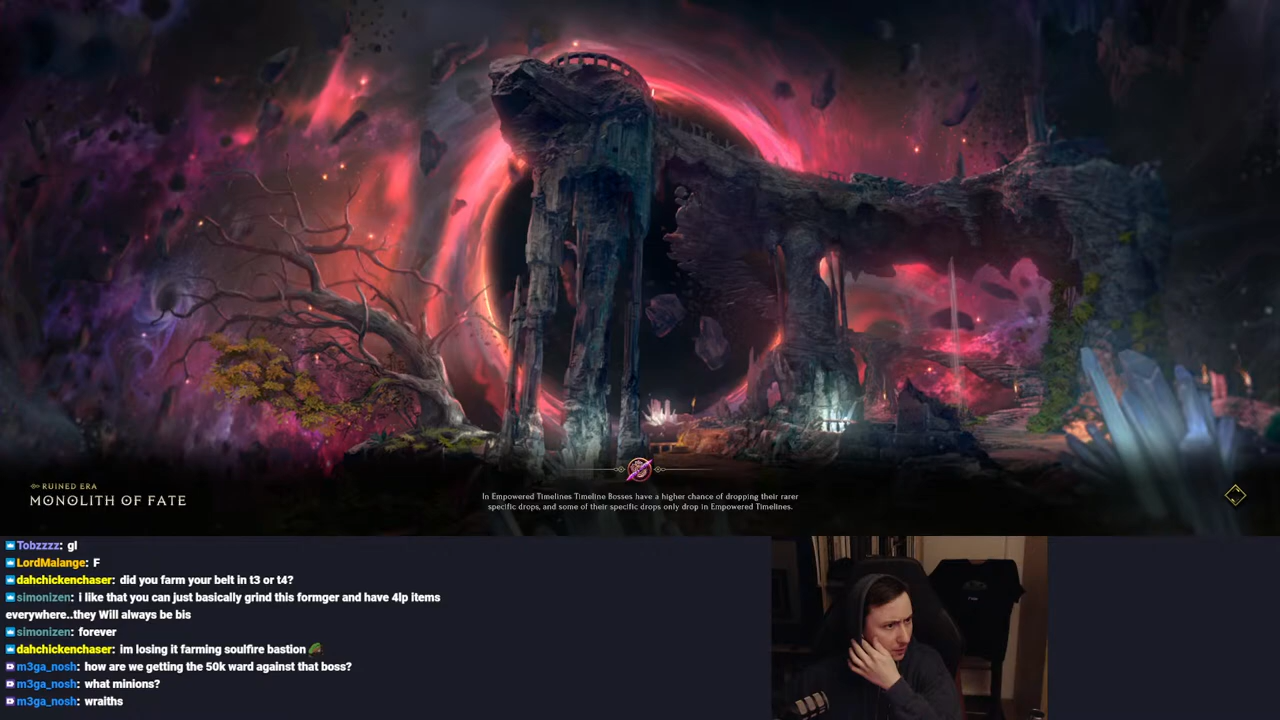 RUINED ERA
MONOLITH OF FATE
In Empowered Timelines Timeline Bosses have a higher chance of dropping their rarer
specific drops, and some of their specific drops only drop in Empowered Timelines.
Tobzzzz: gl
LordMalange: F
dahchickenchaser: did you farm your belt in t3 or t4?
simonizen: i like that you can just basically grind this formger and have 4lp items
everywhere..they Will always be bis
simonizen: forever
dahchickenchaser: im losing it farming soulfire bastion
m3ga_nosh: how are we getting the 50k ward against that boss?
m3ga_nosh: what minions?
m3ga_nosh: wraiths